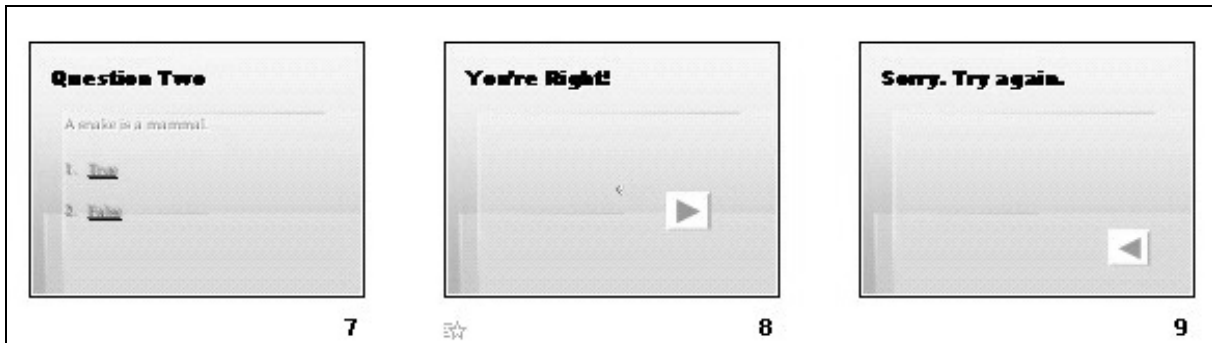 Question Two
A snake is a mammal.
1. True
2. False
7
You're Right!
8
Sorry. Try again.
9